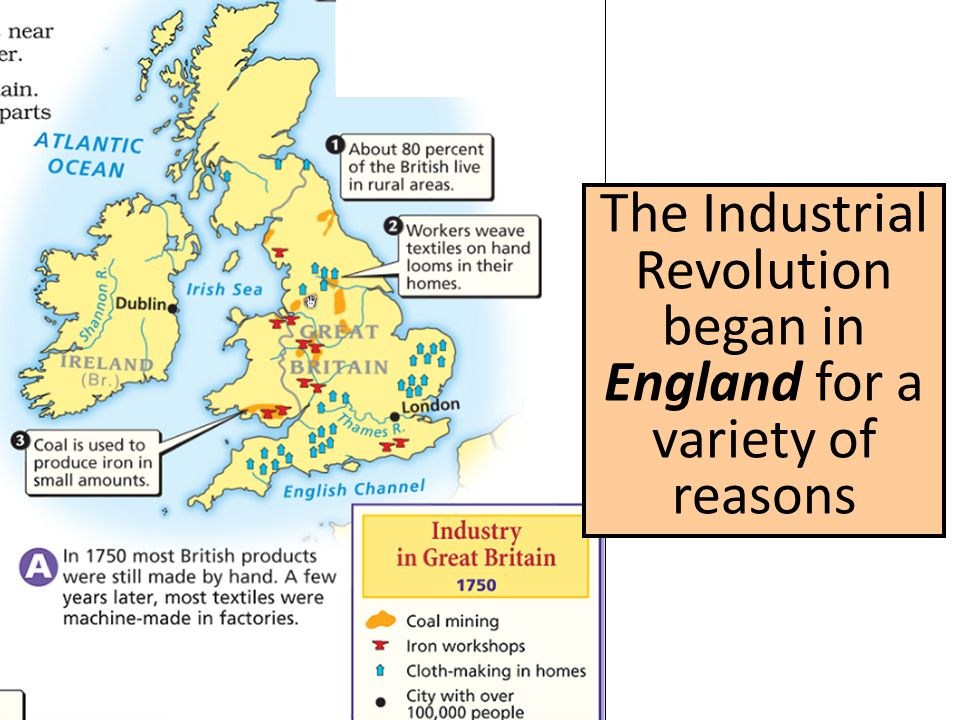 near
er.
tain.
parts
ATLANTIC
OCEAN
1 About 80 percent
of the British live
in rural areas.
2 Workers weave
textiles on hand
looms in their
homes.
Irish Sea
Shannon R.
Dublin
IRELAND
(Br.)
GREAT
BRITAIN
London
Thames R.
3 Coal is used to
produce iron in
small amounts.
English Channel
A In 1750 most British products
were still made by hand. A few
years later, most textiles were
machine-made in factories.
Industry
in Great Britain
1750
Coal mining
Iron workshops
Cloth-making in homes
City with over
100,000 people
The Industrial
Revolution
began in
England for a
variety of
reasons